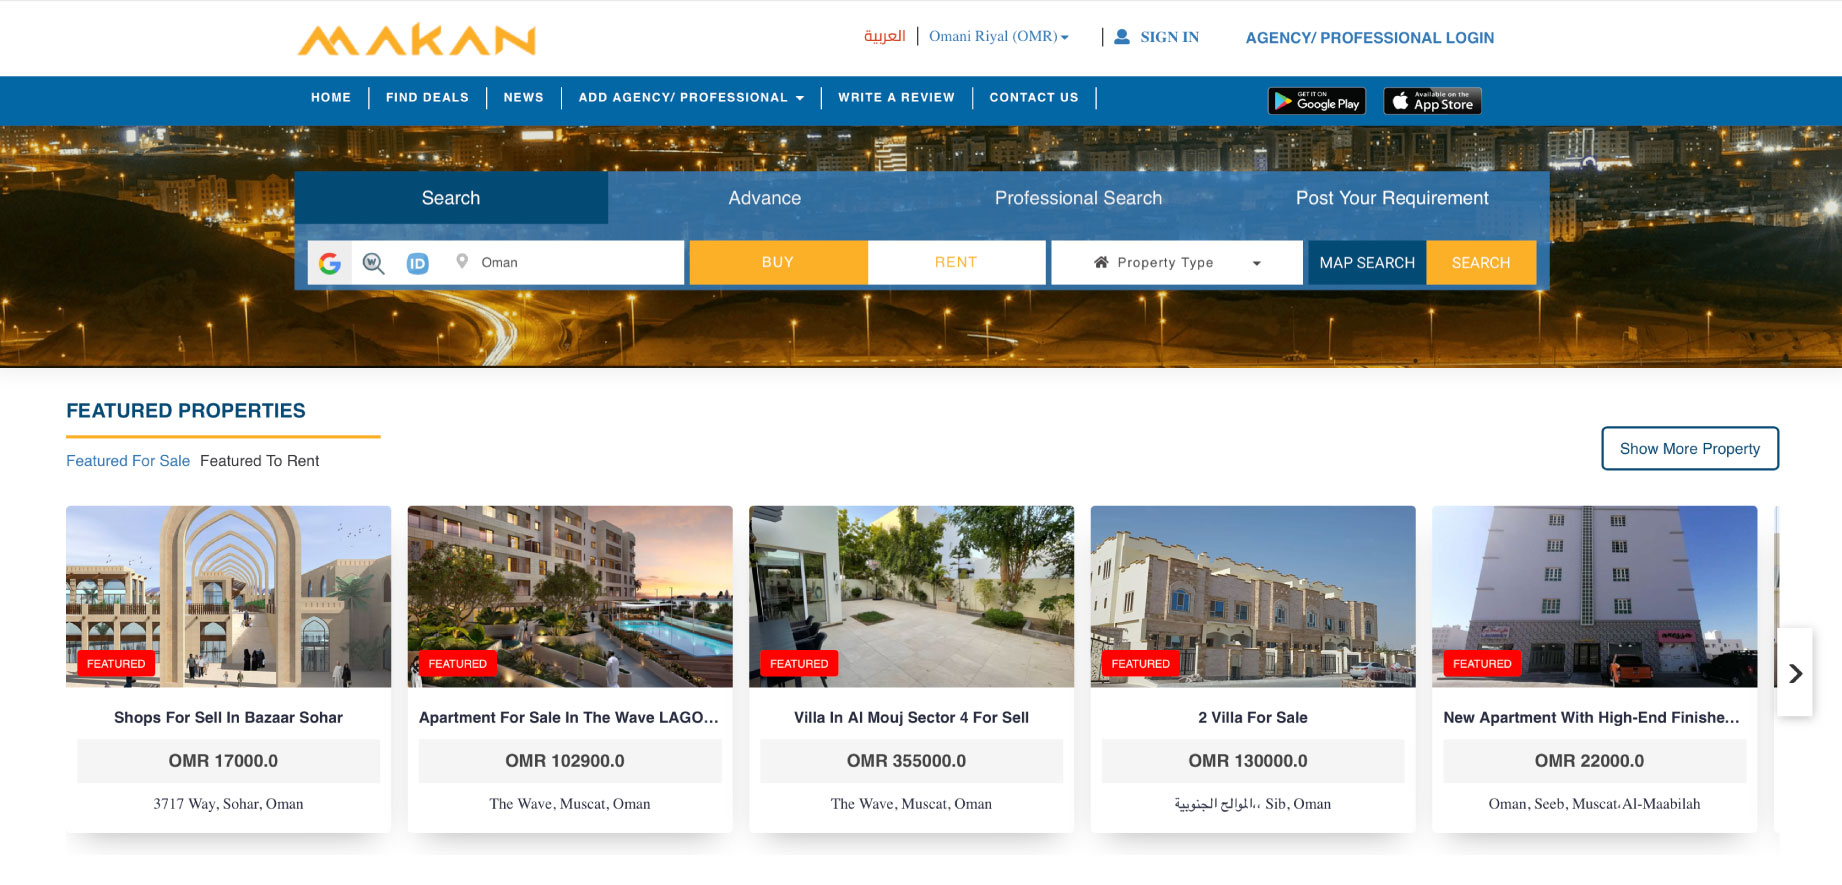 MAKAN
العربية
Omani Riyal (OMR)
SIGN IN
AGENCY/ PROFESSIONAL LOGIN
HOME
FIND DEALS
NEWS
ADD AGENCY/ PROFESSIONAL
WRITE A REVIEW
CONTACT US
GET IT ON
Google Play
Available on the
App Store
Search
Advance
Professional Search
Post Your Requirement
G
W
ID
Oman
BUY
RENT
Property Type
MAP SEARCH
SEARCH
FEATURED PROPERTIES
Featured For Sale
Featured To Rent
Show More Property
FEATURED
FEATURED
FEATURED
FEATURED
FEATURED
Shops For Sell In Bazaar Sohar
Apartment For Sale In The Wave LAGO...
Villa In Al Mouj Sector 4 For Sell
2 Villa For Sale
New Apartment With High-End Finishe...
OMR 17000.0
OMR 102900.0
OMR 355000.0
OMR 130000.0
OMR 22000.0
3717 Way, Sohar, Oman
The Wave, Muscat, Oman
The Wave, Muscat, Oman
الموالح الجنوبية،، Sib, Oman
Oman, Seeb, Muscat،Al-Maabilah